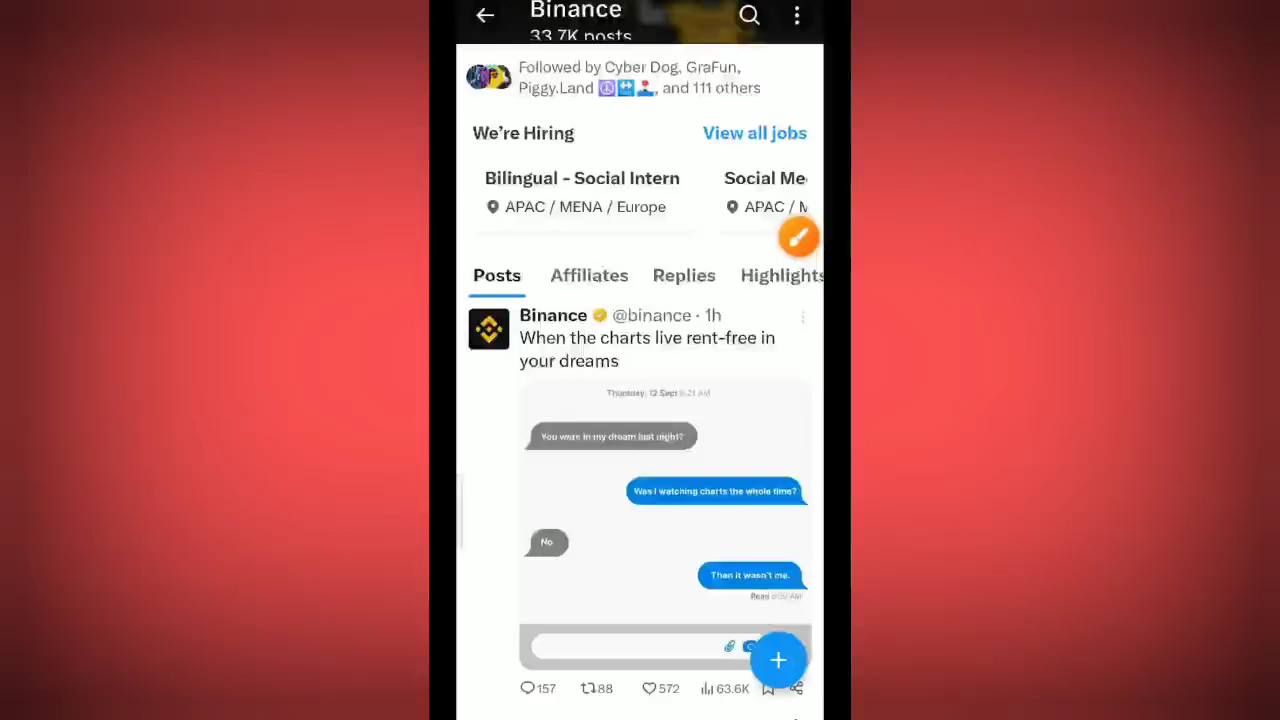 Binance
33.7K posts
Followed by Cyber Dog, GraFun,
Piggy.Land, and 111 others
We're Hiring
View all jobs
Bilingual - Social Intern
Social Me
APAC / MENA / Europe
APAC / M
Posts
Affiliates
Replies
Highlights
Binance @binance · 1h
When the charts live rent-free in
your dreams
12 Sept AM
You were in my dream last night?
Was I watching charts the whole time?
No
Then it wasn't me.
Read AM
157
88
572
63.6K